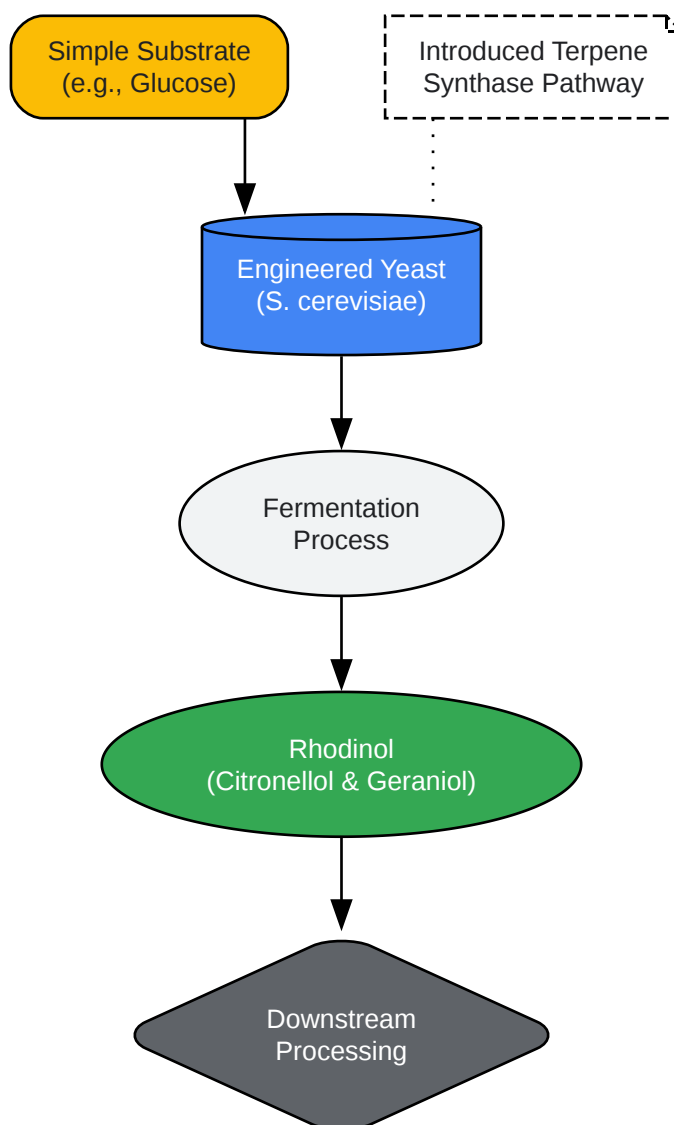 Simple Substrate
(e.g., Glucose)
Introduced Terpene
Synthase Pathway
Engineered Yeast
(S. cerevisiae)
Fermentation
Process
Rhodinol
(Citronellol & Geraniol)
Downstream
Processing